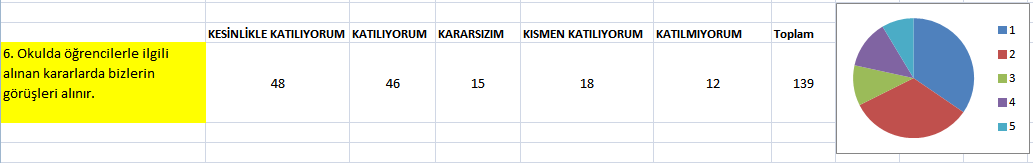 KESİNLİKLE KATILIYORUM KATILIYORUM KARARSIZIM KISMEN KATILIYORUM KATILMIYORUM Toplam
6. Okulda öğrencilerle ilgili
alınan kararlarda bizlerin
görüşleri alınır.
48 46 15 18 12 139
1
2
3
4
5